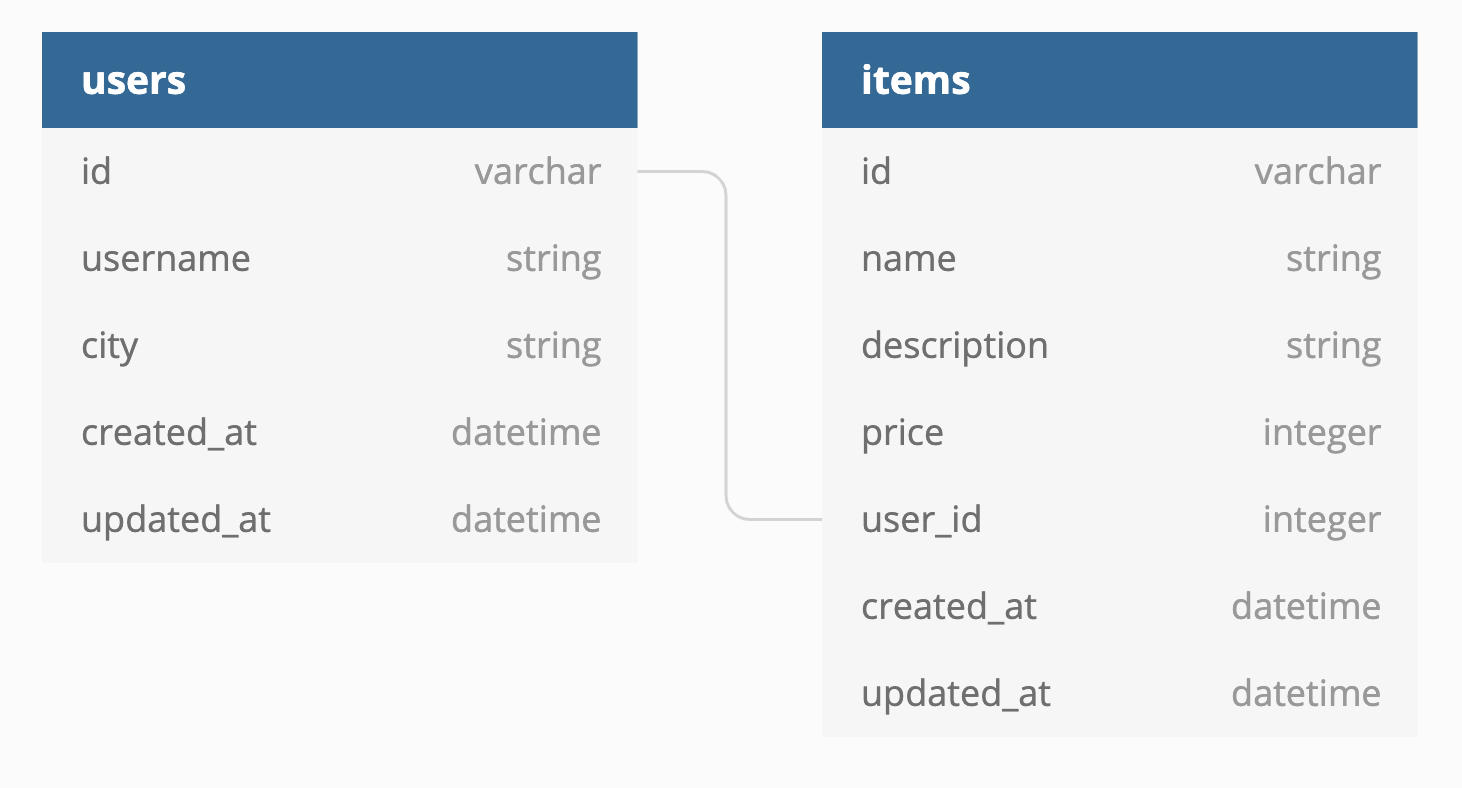 users
id varchar
username string
city string
created_at datetime
updated_at datetime
items
id varchar
name string
description string
price integer
user_id integer
created_at datetime
updated_at datetime